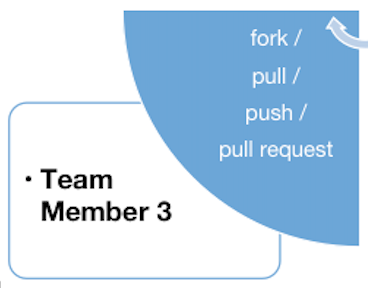 fork /
pull /
push /
pull request
• Team
Member 3